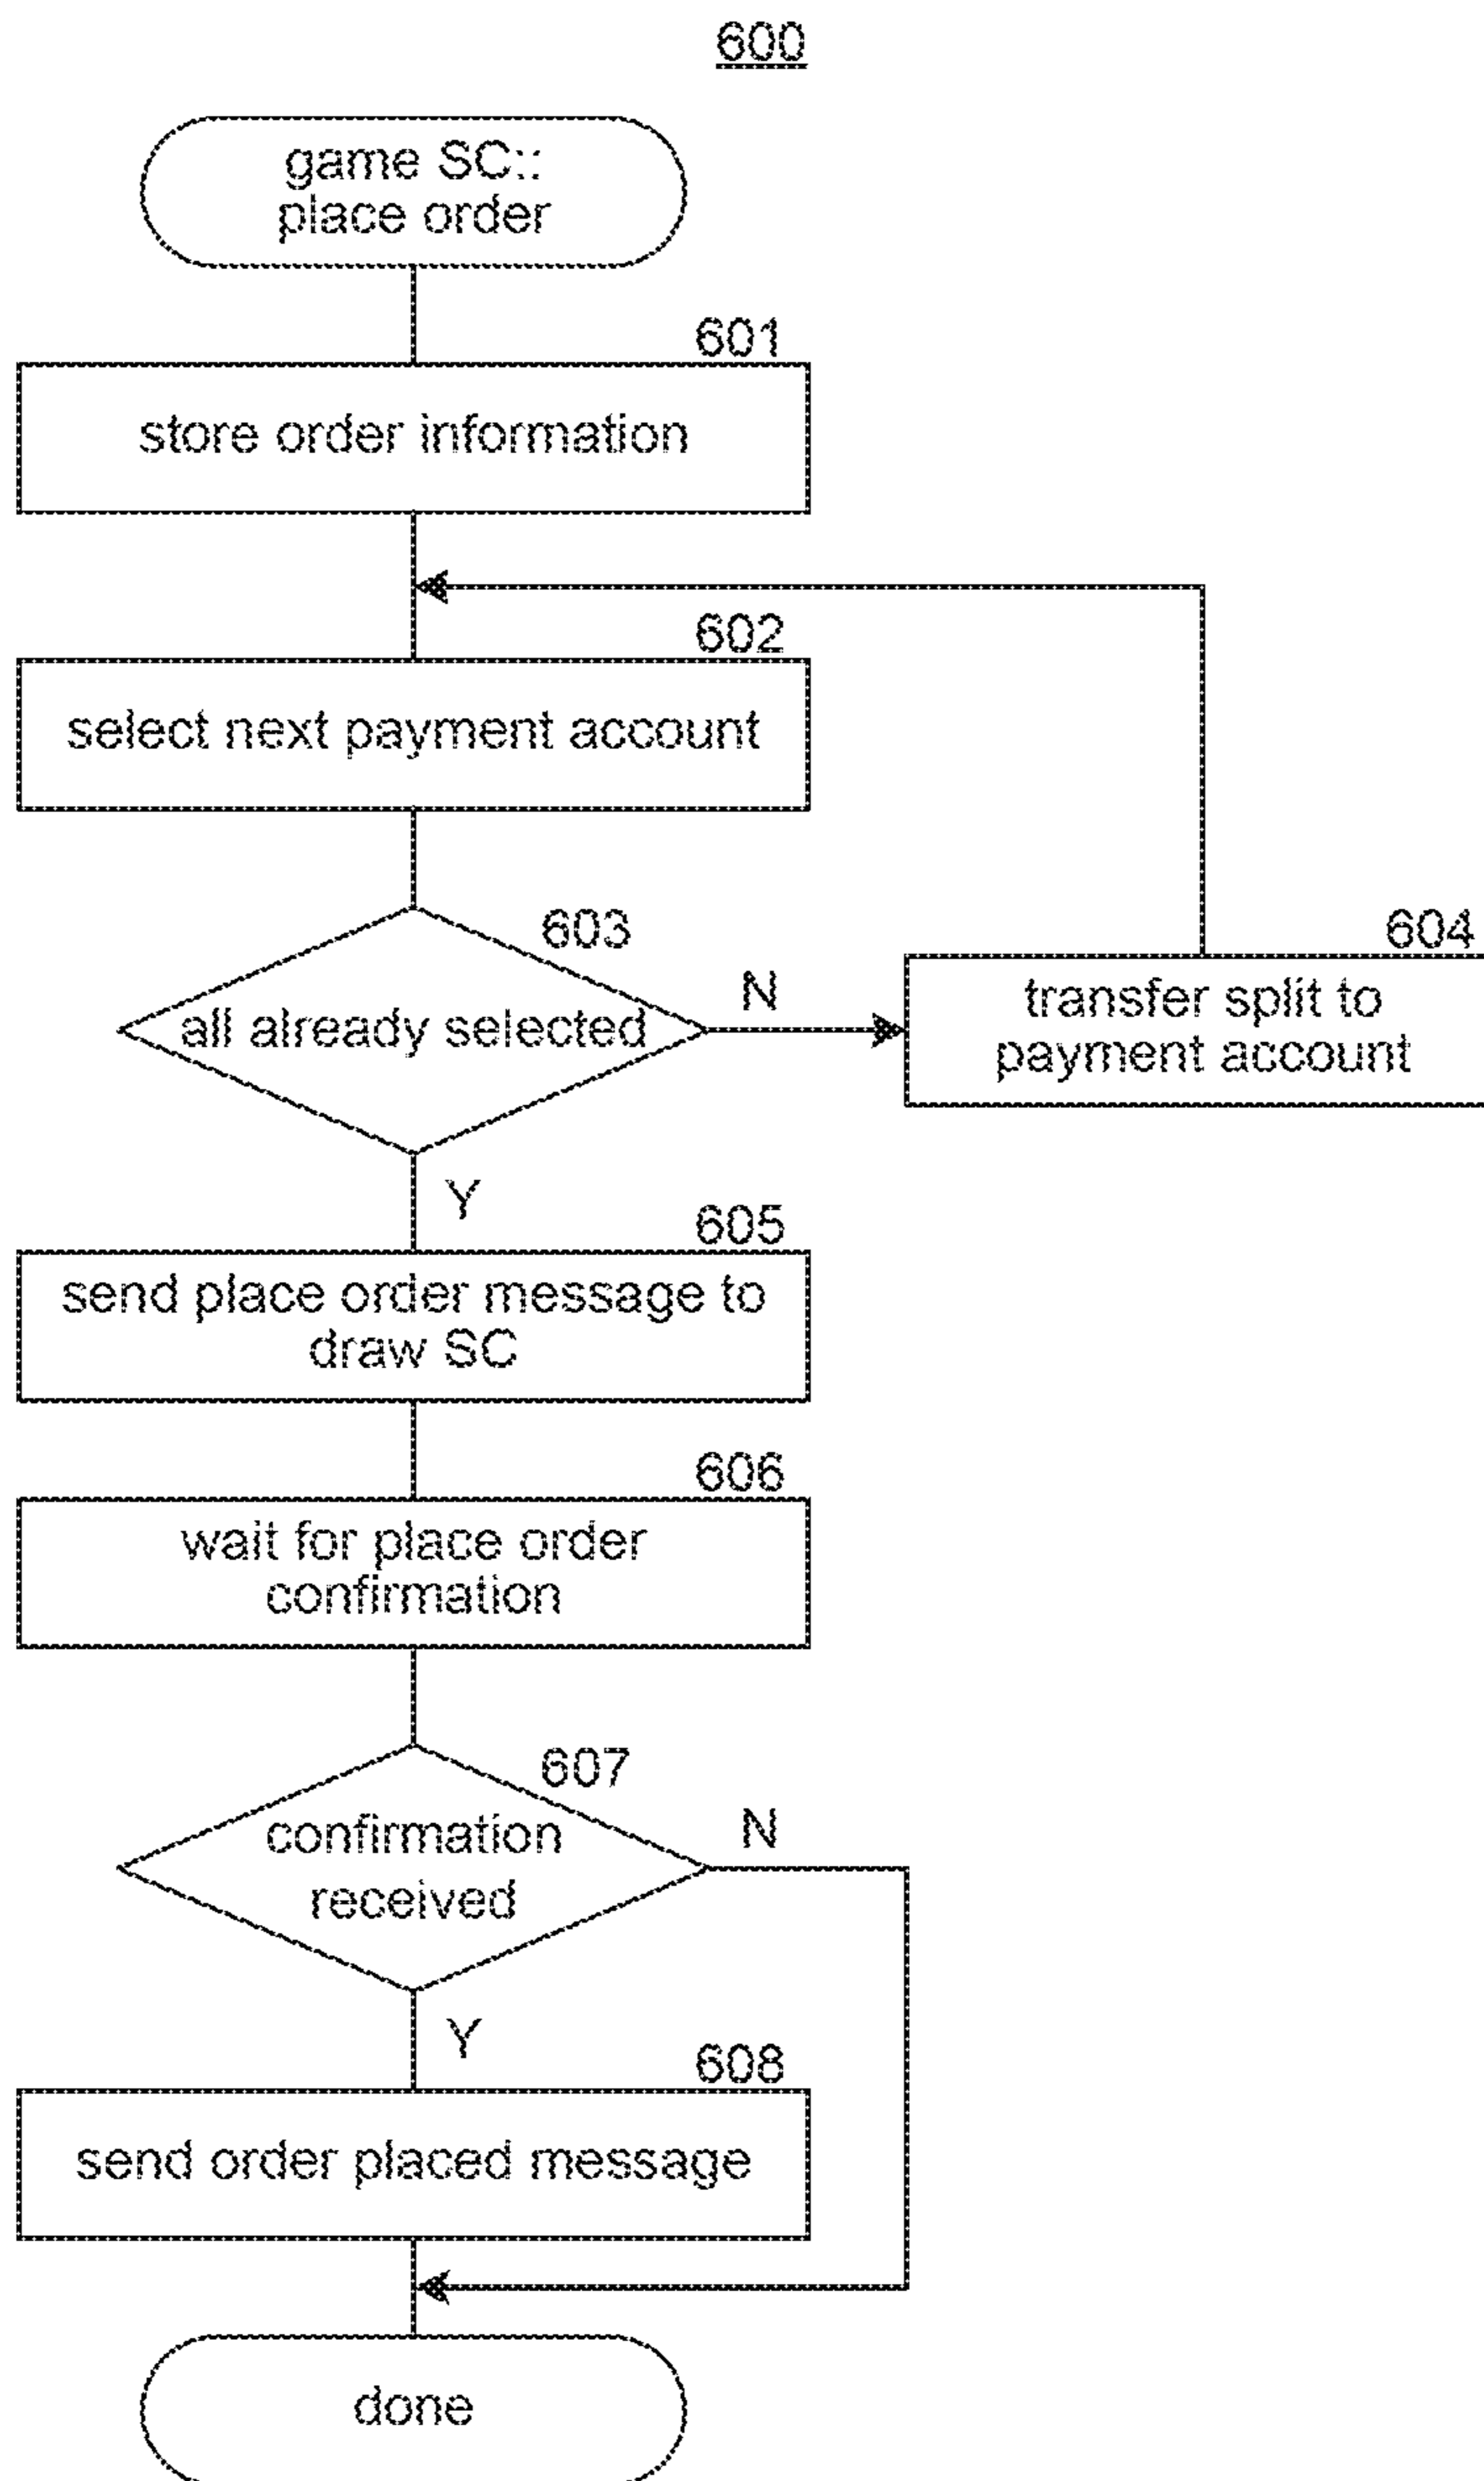 600
game SC::
place order
601
store order information
602
select next payment account
603
all already selected
N
604
transfer split to
payment account
Y
605
send place order message to
draw SC
606
wait for place order
confirmation
607
confirmation
received
N
Y
608
send order placed message
done